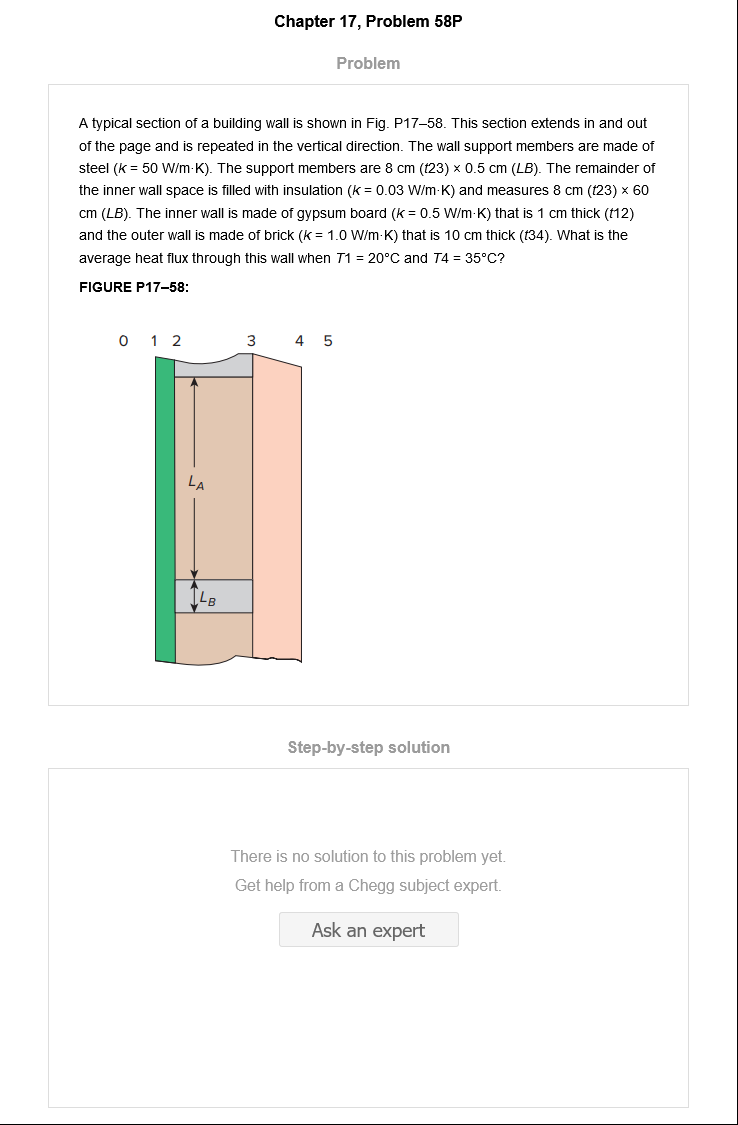 Chapter 17, Problem 58P
Problem
A typical section of a building wall is shown in Fig. P17–58. This section extends in and out
of the page and is repeated in the vertical direction. The wall support members are made of
steel (k = 50 W/m·K). The support members are 8 cm (t23) × 0.5 cm (LB). The remainder of
the inner wall space is filled with insulation (k = 0.03 W/m·K) and measures 8 cm (t23) × 60
cm (LB). The inner wall is made of gypsum board (k = 0.5 W/m·K) that is 1 cm thick (t12)
and the outer wall is made of brick (k = 1.0 W/m·K) that is 10 cm thick (t34). What is the
average heat flux through this wall when T1 = 20°C and T4 = 35°C?
FIGURE P17–58:
0 1 2 3 4 5
LA
LB
Step-by-step solution
There is no solution to this problem yet.
Get help from a Chegg subject expert.
Ask an expert